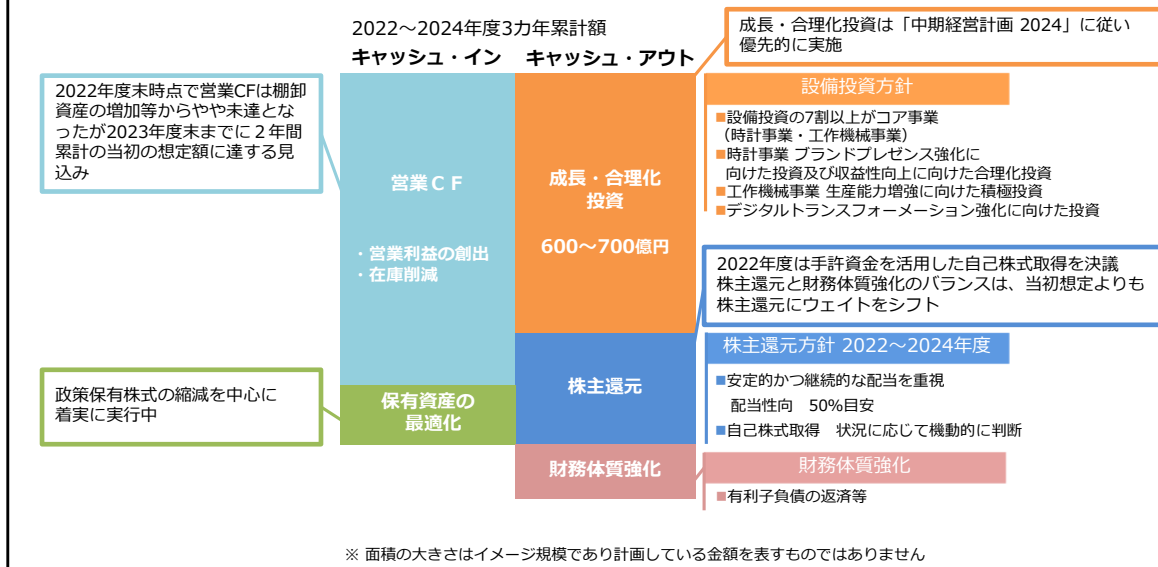 2022～2024年度3カ年累計額
キャッシュ・イン
キャッシュ・アウト
成長・合理化投資は「中期経営計画 2024」に従い
優先的に実施
2022年度末時点で営業CFは棚卸
資産の増加等からやや未達とな
ったが2023年度末までに２年間
累計の当初の想定額に達する見
込み
営業ＣＦ
・営業利益の創出
・在庫削減
成長・合理化
投資
600～700億円
設備投資方針
■設備投資の7割以上がコア事業
（時計事業・工作機械事業）
■時計事業 ブランドプレゼンス強化に
向けた投資及び収益性向上に向けた合理化投資
■工作機械事業 生産能力増強に向けた積極投資
■デジタルトランスフォーメーション強化に向けた投資
2022年度は手許資金を活用した自己株式取得を決議
株主還元と財務体質強化のバランスは、当初想定よりも
株主還元にウェイトをシフト
政策保有株式の縮減を中心に
着実に実行中
保有資産の
最適化
株主還元
株主還元方針 2022～2024年度
■安定的かつ継続的な配当を重視
配当性向　50%目安
■自己株式取得　状況に応じて機動的に判断
財務体質強化
財務体質強化
■有利子負債の返済等
※ 面積の大きさはイメージ規模であり計画している金額を表すものではありません